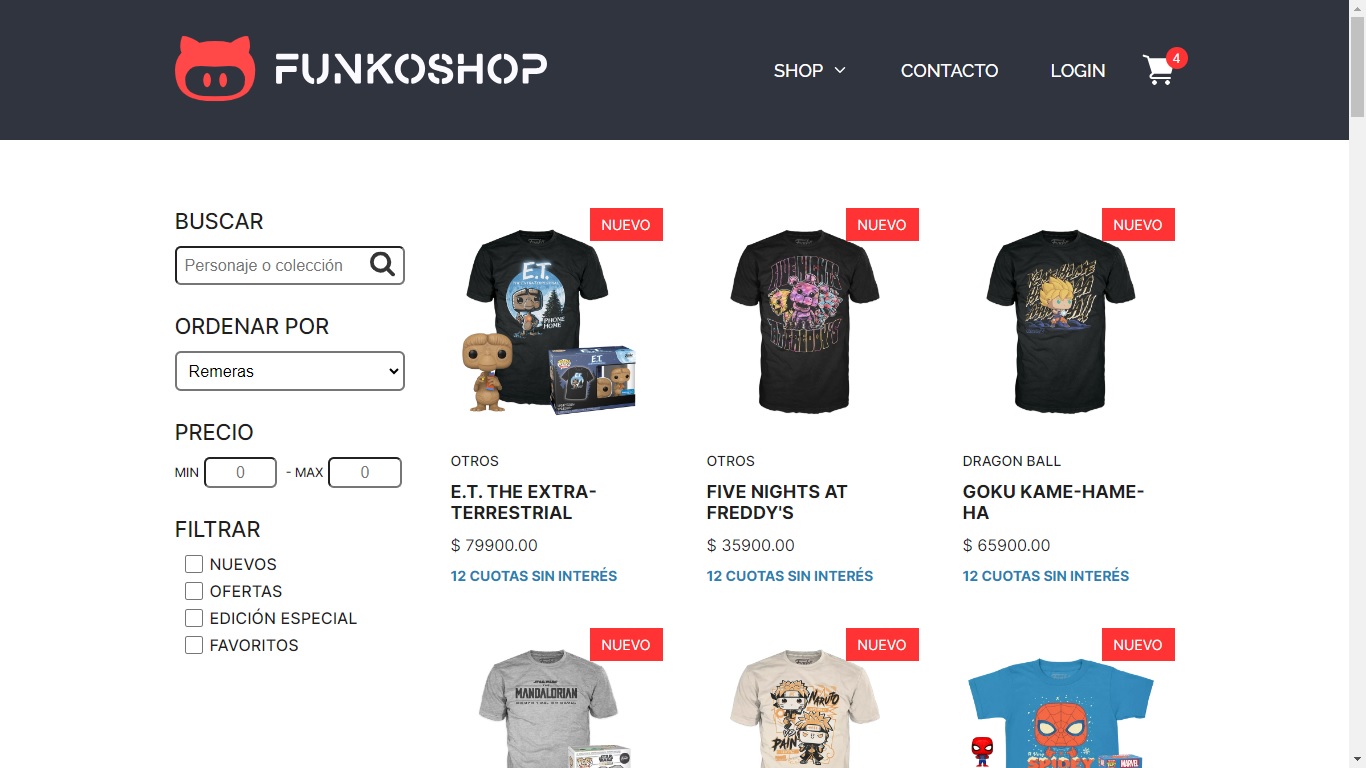 FUNKOSHOP
SHOP
CONTACTO
LOGIN
4
BUSCAR
Personaje o colección
ORDENAR POR
Remeras
PRECIO
MIN 0 - MAX 0
FILTRAR
NUEVOS
OFERTAS
EDICIÓN ESPECIAL
FAVORITOS
NUEVO
E.T.
PHONE
HOME
E.T.
OTROS
E.T. THE EXTRA-
TERRESTRIAL
$ 79900.00
12 CUOTAS SIN INTERÉS
NUEVO
OTROS
FIVE NIGHTS AT
FREDDY'S
$ 35900.00
12 CUOTAS SIN INTERÉS
NUEVO
DRAGON BALL
GOKU KAME-HAME-
HA
$ 65900.00
12 CUOTAS SIN INTERÉS
NUEVO
STAR WARS
MANDALORIAN
NUEVO
NARUTO
VS
PAIN
NUEVO
SPIDEY
MARVEL